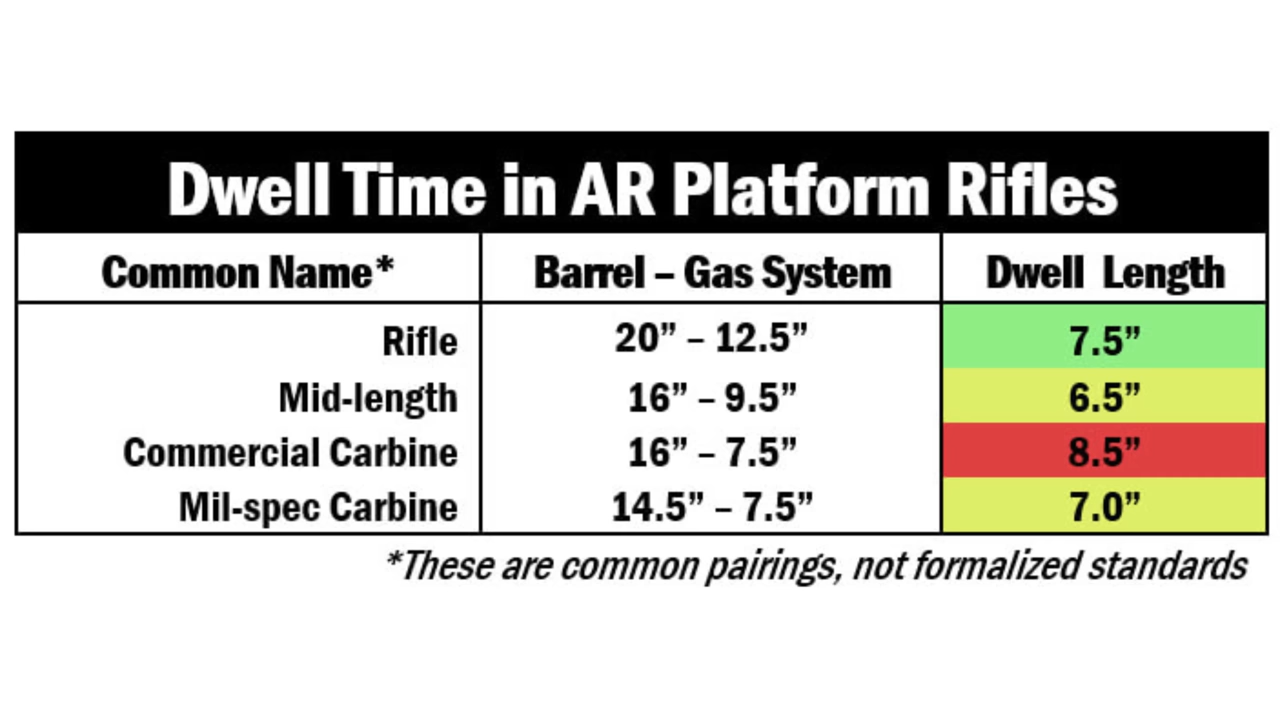 Dwell Time in AR Platform Rifles
Common Name* Barrel – Gas System Dwell Length
Rifle 20” – 12.5” 7.5”
Mid-length 16” – 9.5” 6.5”
Commercial Carbine 16” – 7.5” 8.5”
Mil-spec Carbine 14.5” – 7.5” 7.0”
*These are common pairings, not formalized standards